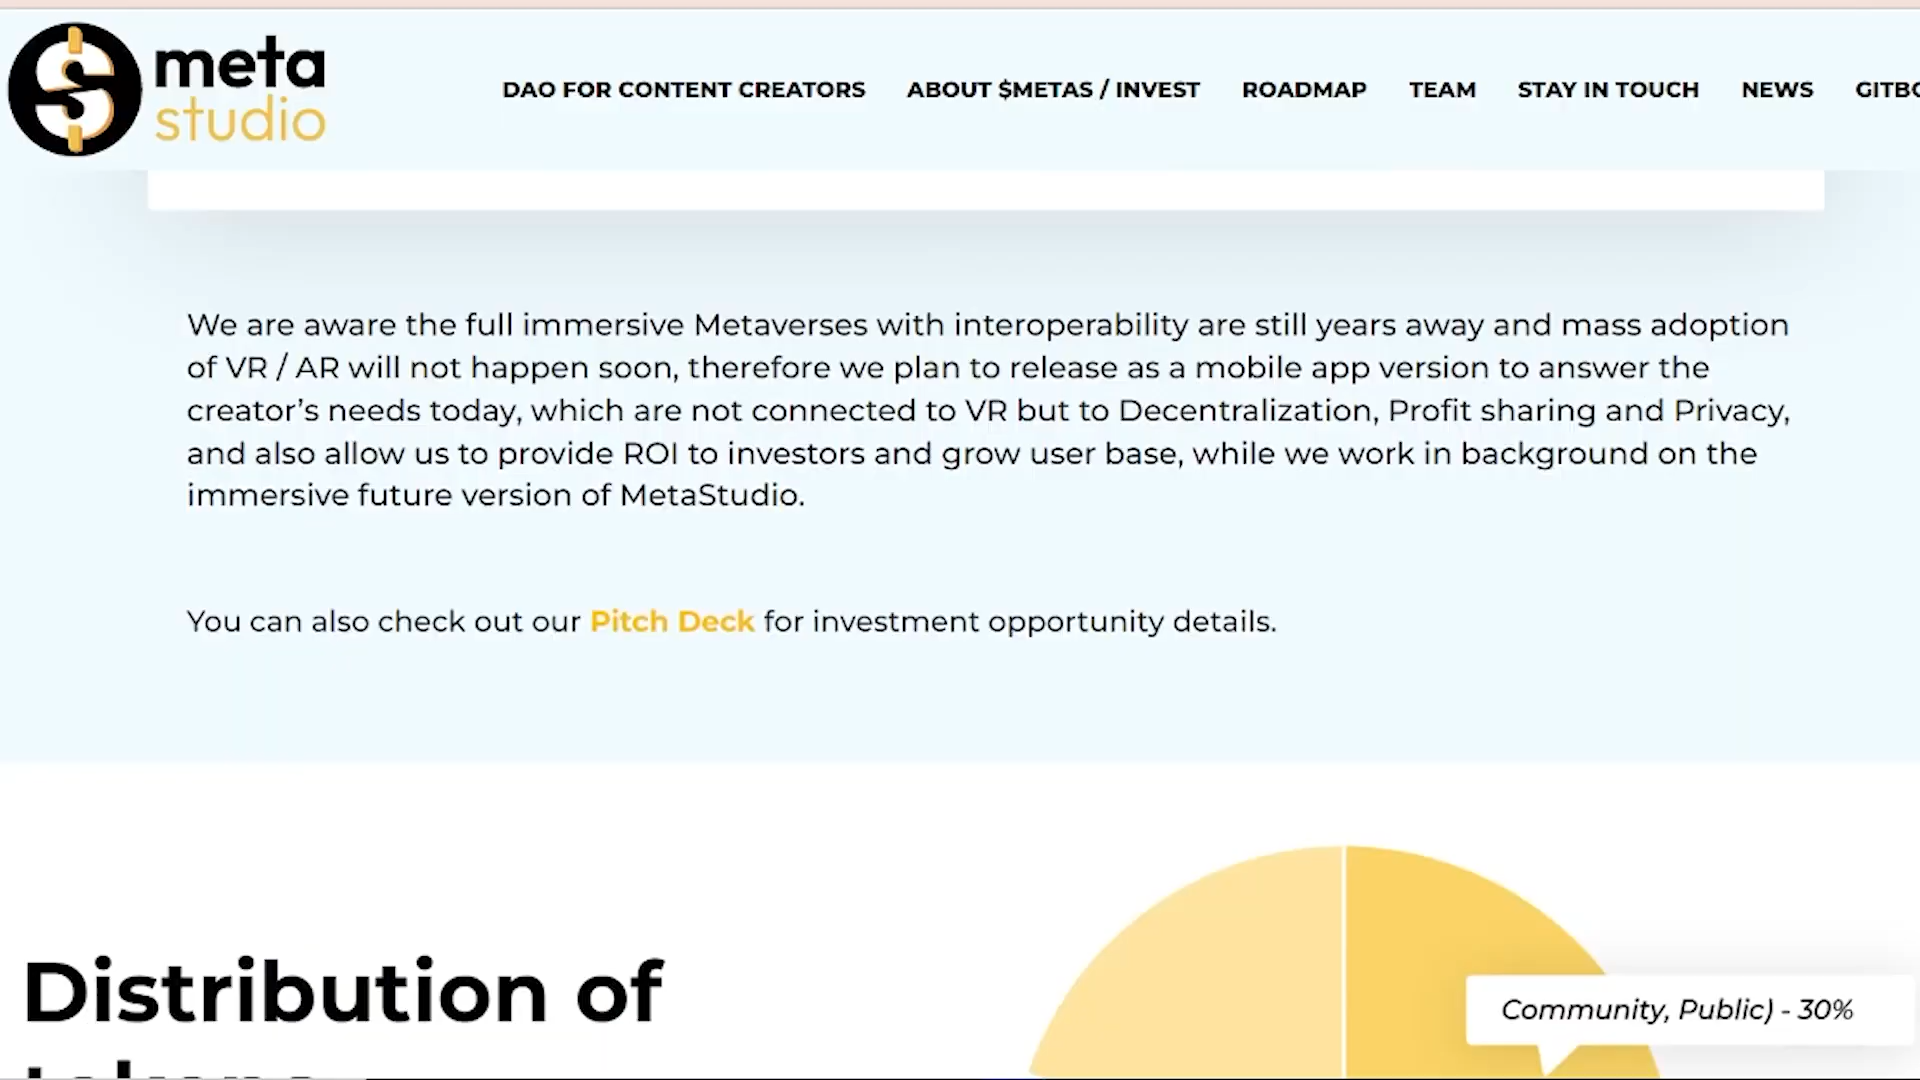 meta
studio
DAO FOR CONTENT CREATORS ABOUT $METAS / INVEST ROADMAP TEAM STAY IN TOUCH NEWS
We are aware the full immersive Metaverses with interoperability are still years away and mass adoption
of VR / AR will not happen soon, therefore we plan to release as a mobile app version to answer the
creator’s needs today, which are not connected to VR but to Decentralization, Profit sharing and Privacy,
and also allow us to provide ROI to investors and grow user base, while we work in background on the
immersive future version of MetaStudio.
You can also check out our Pitch Deck for investment opportunity details.
Distribution of
Community, Public) - 30%